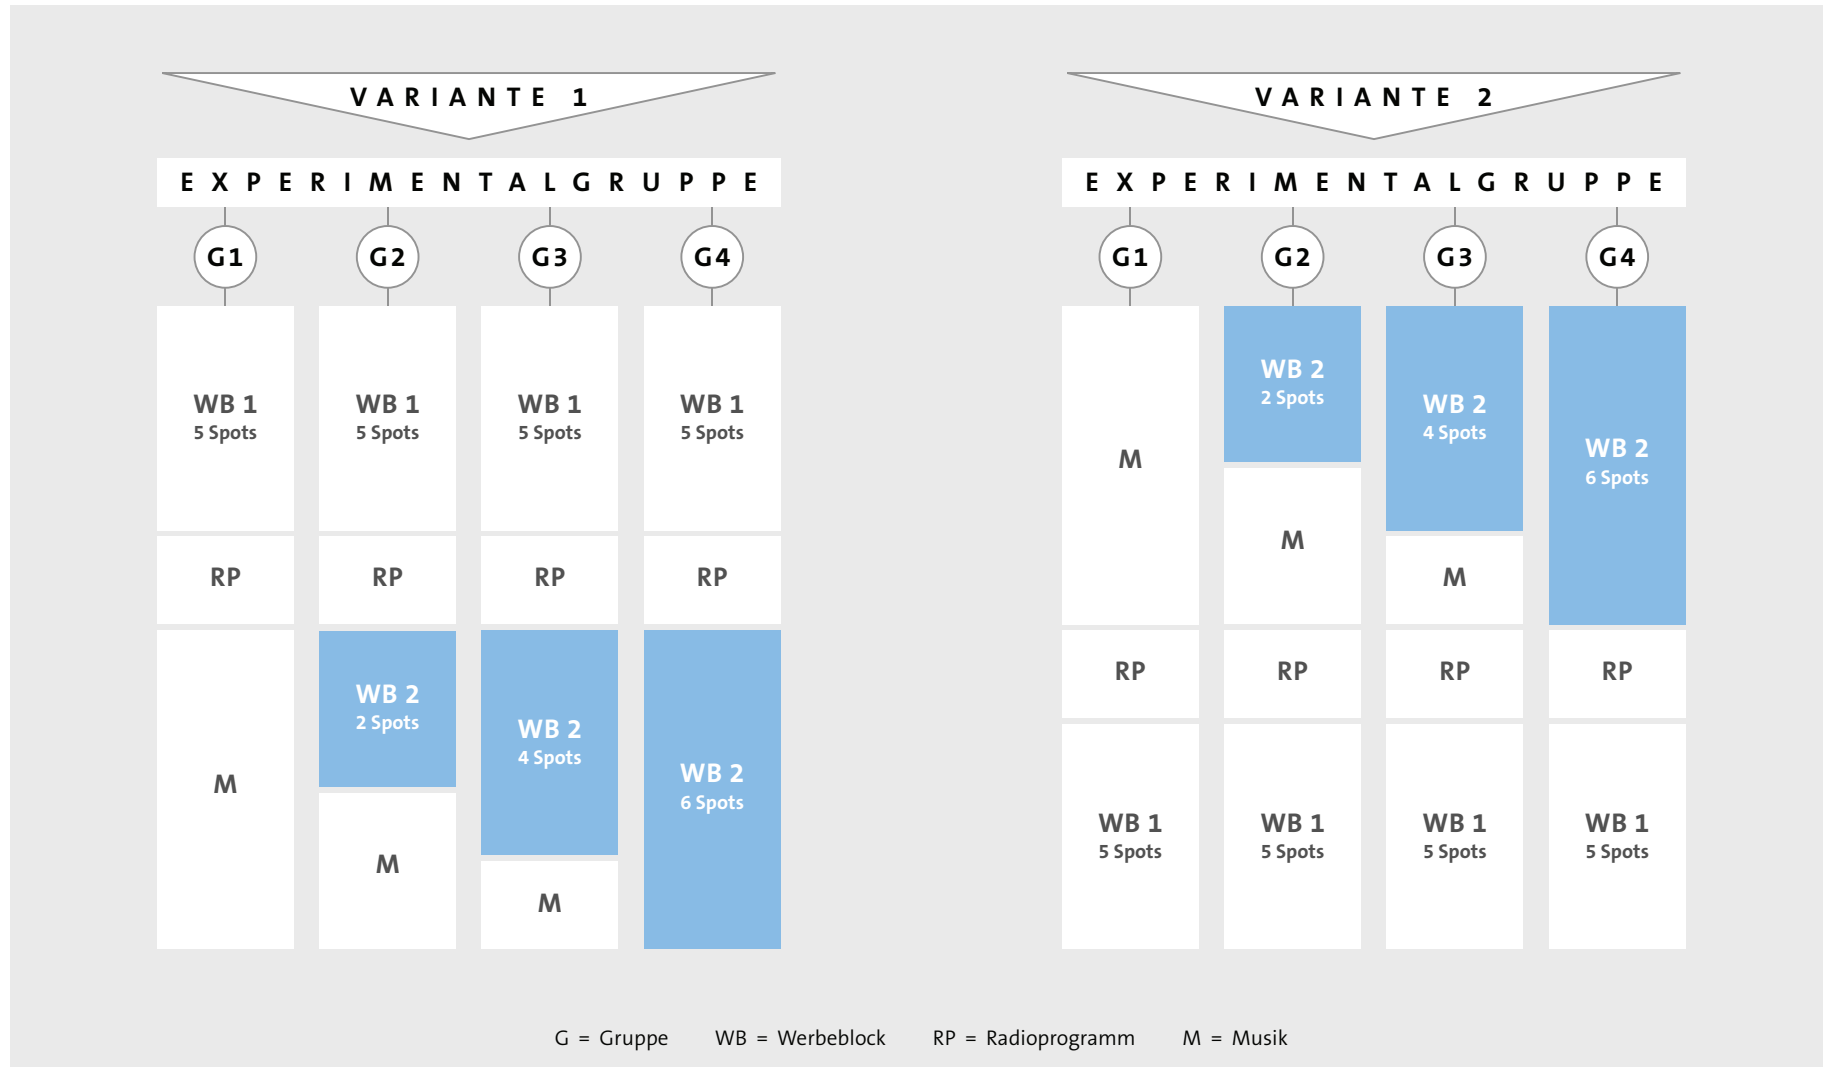 VARIANTE 1
EXPERIMENTALGRUPPE
G1 G2 G3 G4
WB 1 WB 1 WB 1 WB 1
5 Spots 5 Spots 5 Spots 5 Spots
RP RP RP RP
WB 2
2 Spots
WB 2
4 Spots
WB 2
6 Spots
M
M
M
VARIANTE 2
EXPERIMENTALGRUPPE
G1 G2 G3 G4
WB 2
2 Spots
WB 2
4 Spots
WB 2
6 Spots
M
M
M
RP RP RP RP
WB 1 WB 1 WB 1 WB 1
5 Spots 5 Spots 5 Spots 5 Spots
G = Gruppe WB = Werbeblock RP = Radioprogramm M = Musik